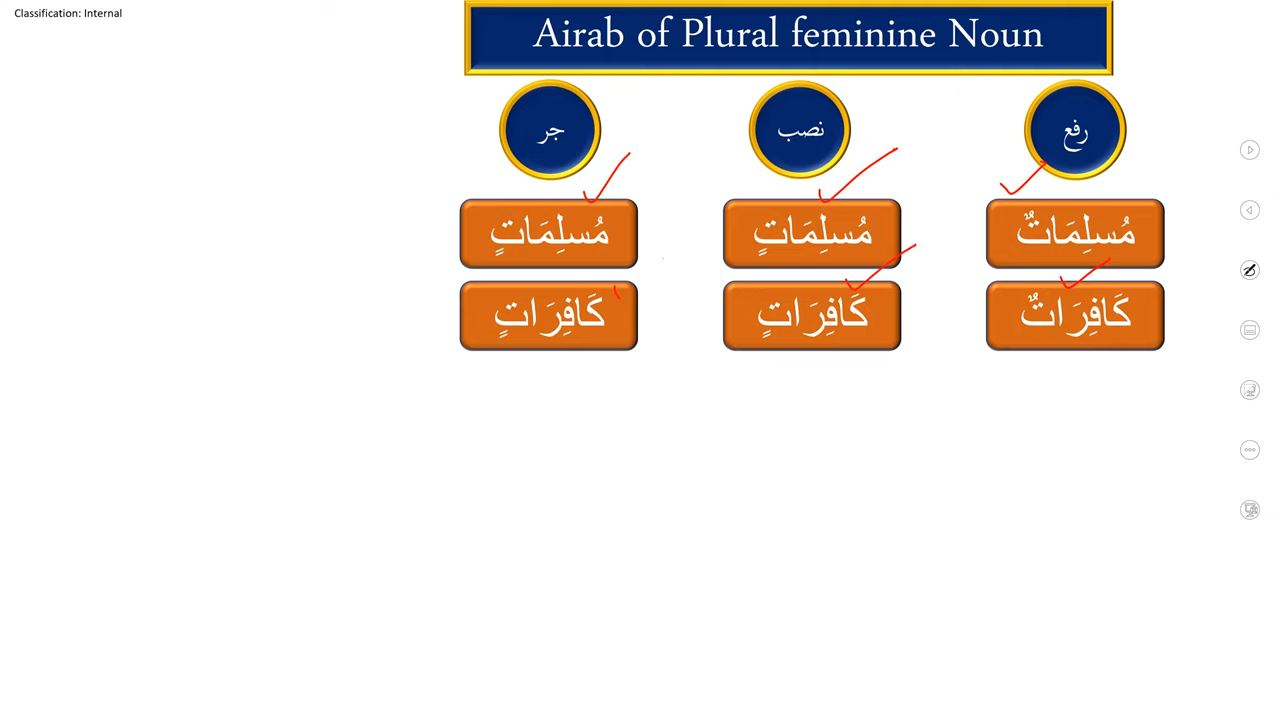 Classification: Internal
Airab of Plural feminine Noun
رفع نصب جر
مُسلِمَاتٌ مُسلِمَاتٍ مُسلِمَاتٍ
كَافِرَاتٌ كَافِرَاتٍ كَافِرَاتٍ